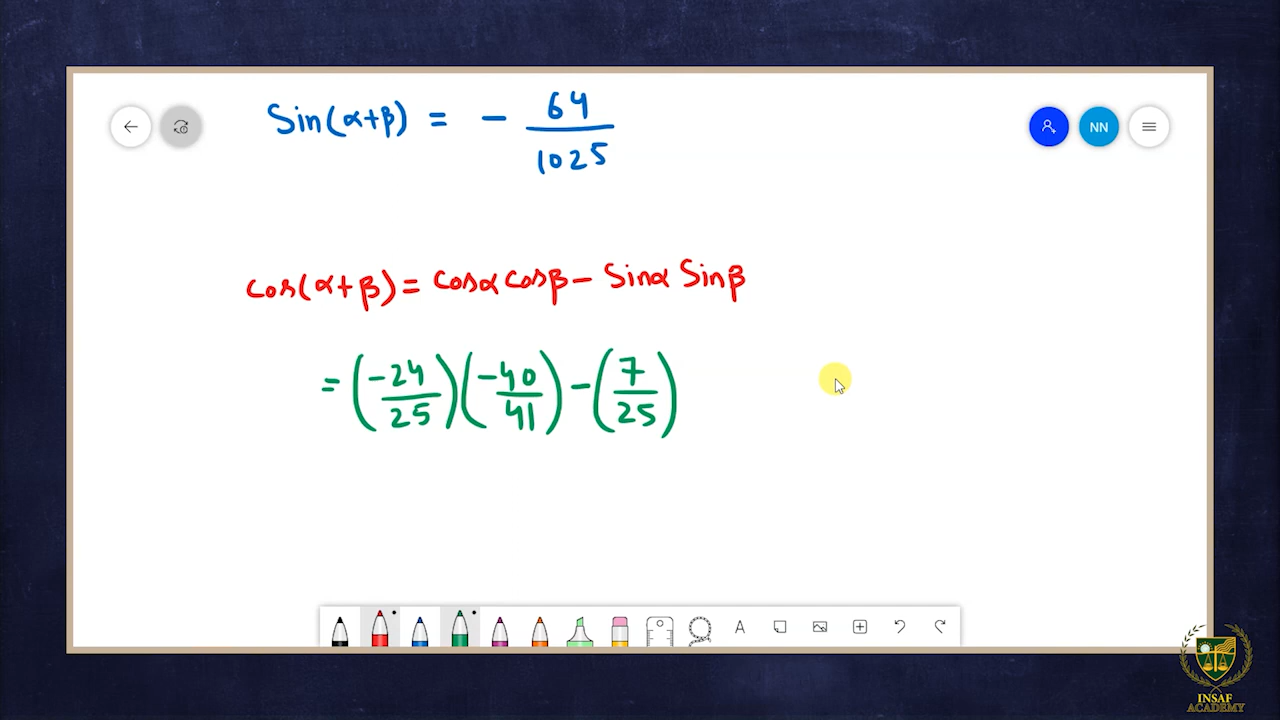 Sin(α+β) = - 64/1025
NN
cos(α+β) = cosα cosβ - Sinα Sinβ
= (-24/25)(-40/41) - (7/25)
A
INSAF
ACADEMY